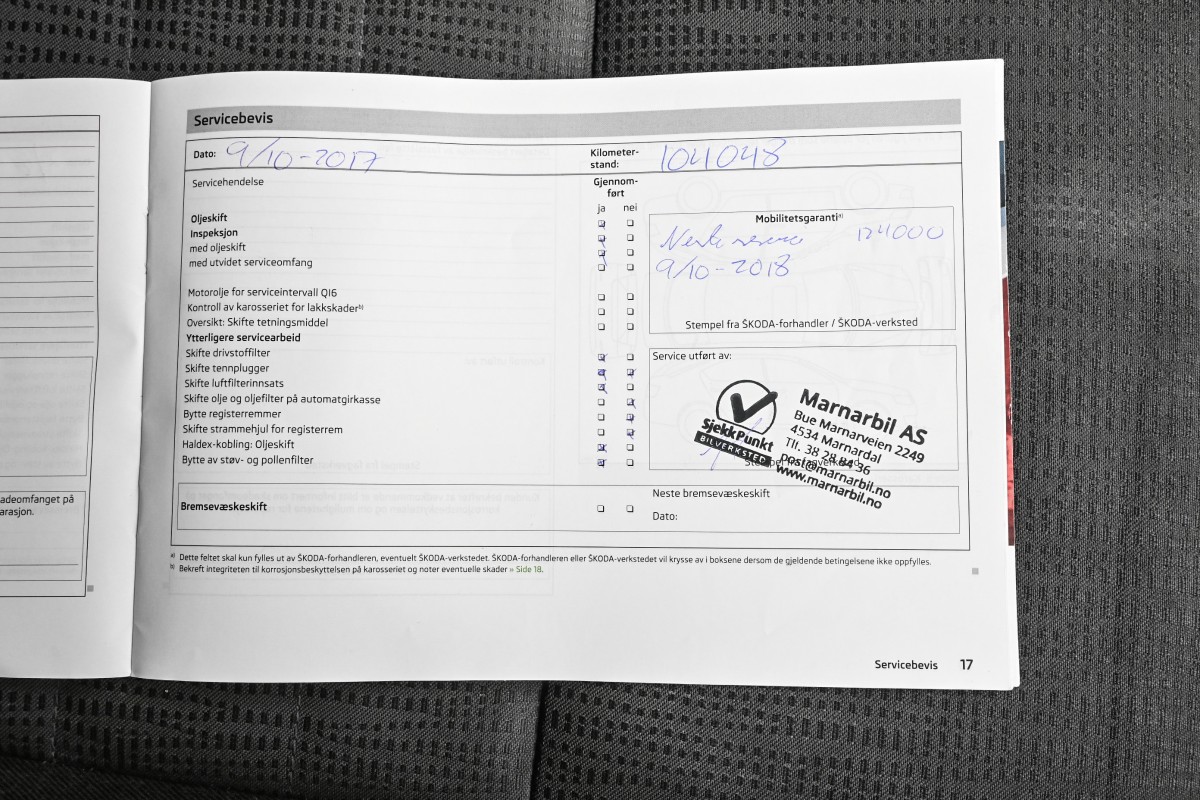 Servicebevis
Dato: 9/10-2017
Kilometer-
stand: 104048
Servicehendelse
Gjennom-
ført
ja nei
Oljeskift
Inspeksjon
med oljeskift
med utvidet serviceomfang
Motorolje for serviceintervall QI6
Kontroll av karosseriet for lakkskader b)
Oversikt: Skifte tetningsmiddel
Ytterligere servicearbeid
Skifte drivstoffilter
Skifte tennplugger
Skifte luftfilterinnsats
Skifte olje og oljefilter på automatgirkasse
Bytte registerremmer
Skifte strammehjul for registerrem
Haldex-kobling: Oljeskift
Bytte av støv- og pollenfilter
Mobilitetsgaranti a)
Neste service 124000
9/10-2018
Stempel fra ŠKODA-forhandler / ŠKODA-verksted
Service utført av:
SjekkPunkt
BILVERKSTED
Marnarbil AS
Bue Marnarveien 2249
4534 Marnardal
Tlf. 38 28 84 36
post@marnarbil.no
www.marnarbil.no
Bremsevæskeskift
Neste bremsevæskeskift
Dato:
a) Dette feltet skal kun fylles ut av ŠKODA-forhandleren, eventuelt ŠKODA-verkstedet. ŠKODA-forhandleren eller ŠKODA-verkstedet vil krysse av i boksene dersom de gjeldende betingelsene ikke oppfylles.
b) Bekreft integriteten til korrosjonsbeskyttelsen på karosseriet og noter eventuelle skader » Side 18.
adeomfanget på
arasjon.
Servicebevis 17